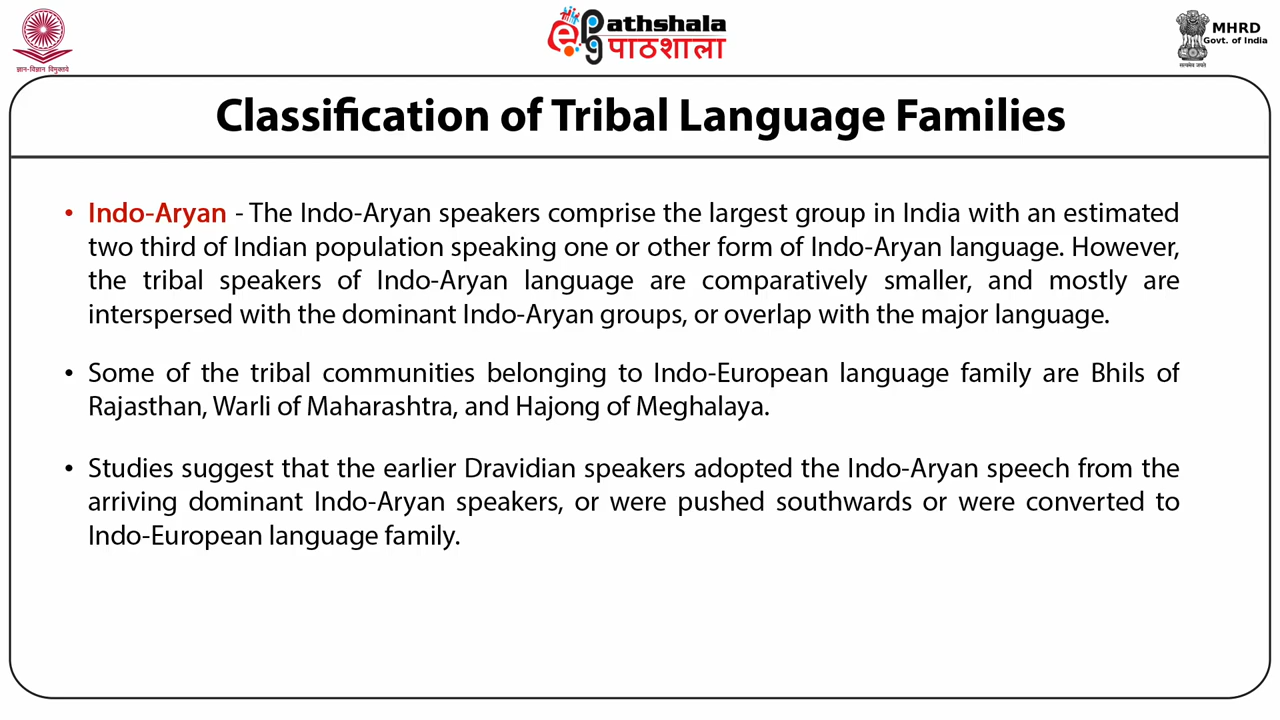 ज्ञान-विज्ञान विमुक्तये
ePG athshala
पाठशाला
सत्यमेव जयते
MHRD
Govt. of India
Classification of Tribal Language Families
• Indo-Aryan - The Indo-Aryan speakers comprise the largest group in India with an estimated
two third of Indian population speaking one or other form of Indo-Aryan language. However,
the tribal speakers of Indo-Aryan language are comparatively smaller, and mostly are
interspersed with the dominant Indo-Aryan groups, or overlap with the major language.
• Some of the tribal communities belonging to Indo-European language family are Bhils of
Rajasthan, Warli of Maharashtra, and Hajong of Meghalaya.
• Studies suggest that the earlier Dravidian speakers adopted the Indo-Aryan speech from the
arriving dominant Indo-Aryan speakers, or were pushed southwards or were converted to
Indo-European language family.